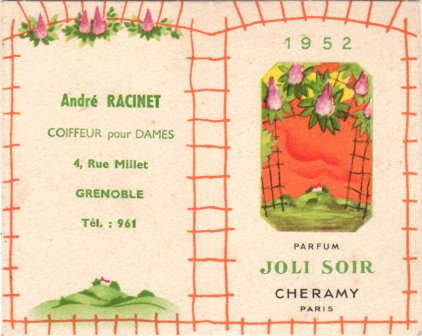 André RACINET
COIFFEUR pour DAMES
4, Rue Millet
GRENOBLE
Tél. : 961
1952
PARFUM
JOLI SOIR
CHERAMY
PARIS